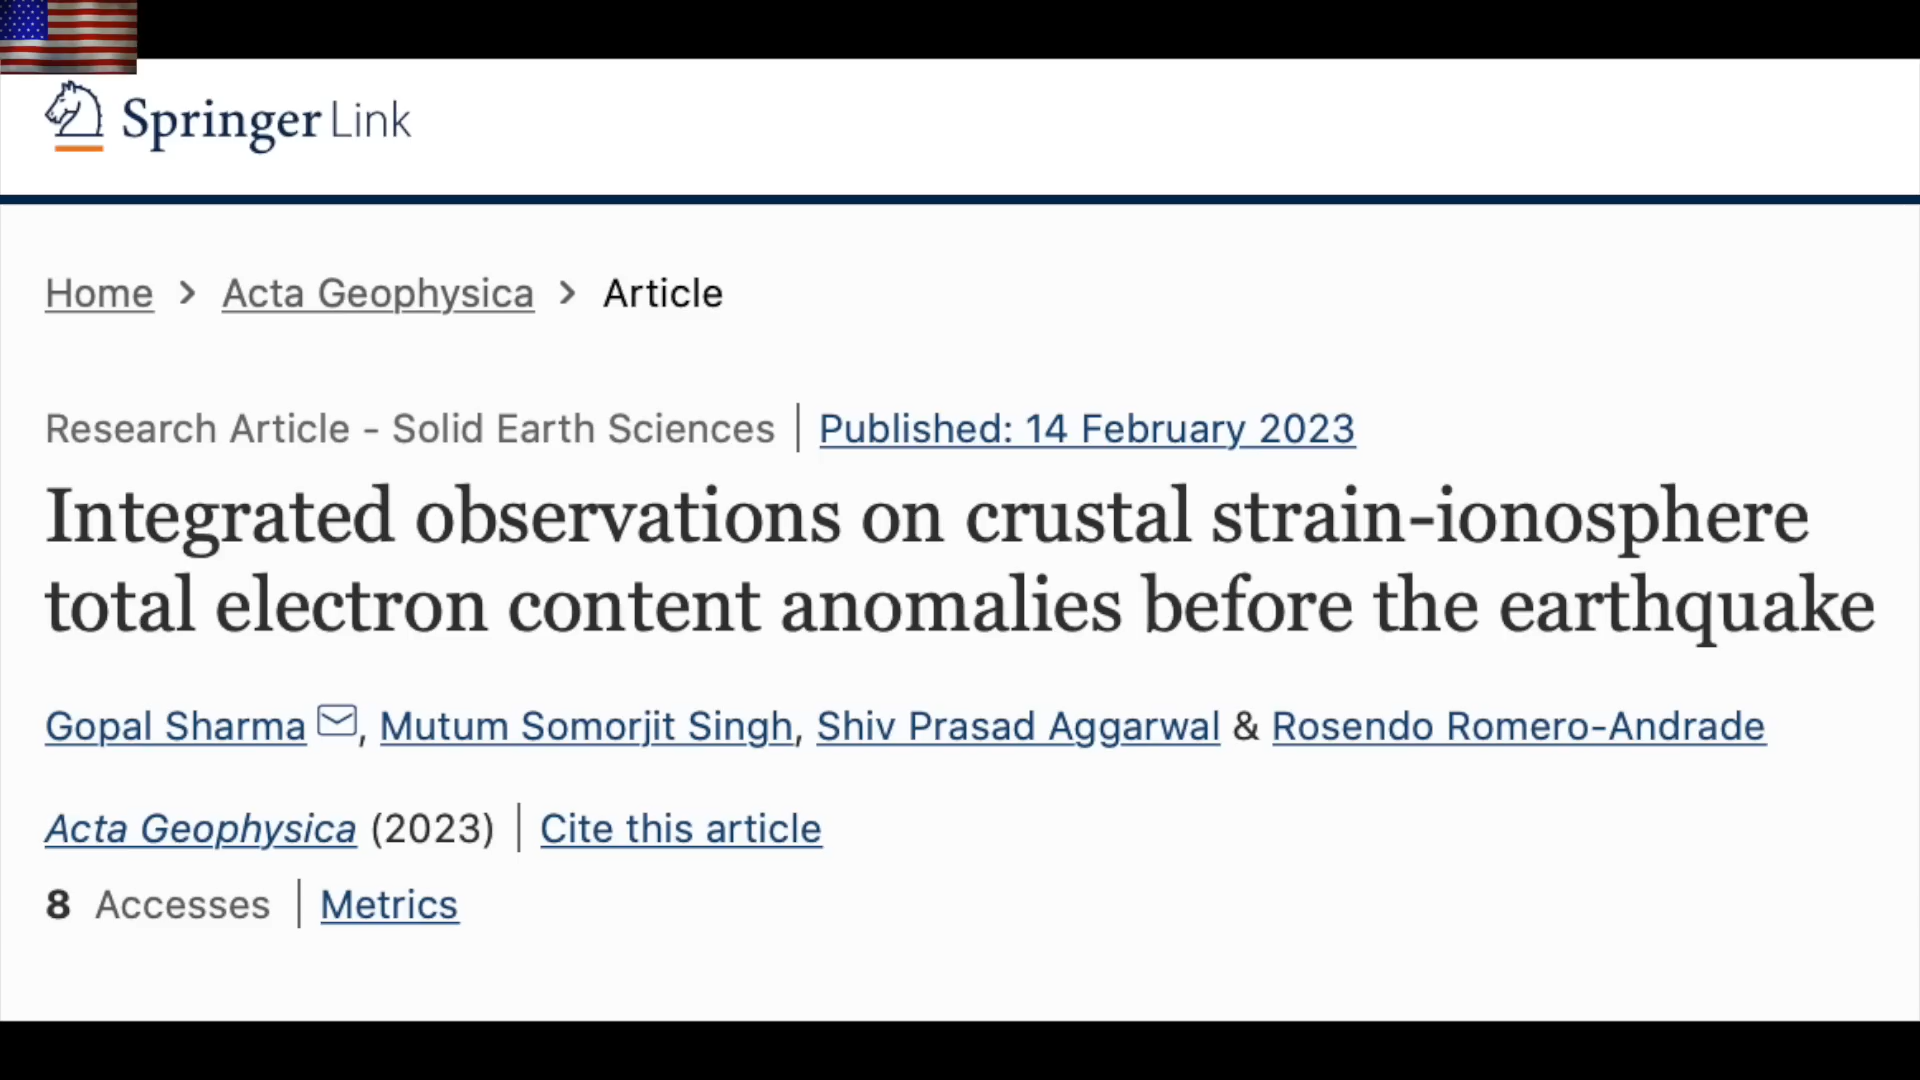 Springer Link
Home > Acta Geophysica > Article
Research Article - Solid Earth Sciences | Published: 14 February 2023
Integrated observations on crustal strain-ionosphere
total electron content anomalies before the earthquake
Gopal Sharma, Mutum Somorjit Singh, Shiv Prasad Aggarwal & Rosendo Romero-Andrade
Acta Geophysica (2023) | Cite this article
8 Accesses | Metrics